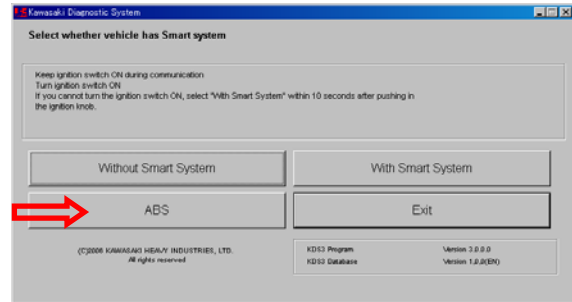 Kawasaki Diagnostic System
Select whether vehicle has Smart system
Keep ignition switch ON during communication
Turn ignition switch ON
If you cannot turn the ignition switch ON, select "With Smart System" within 10 seconds after pushing in
the ignition knob.
Without Smart System
With Smart System
ABS
Exit
(C)2006 KAWASAKI HEAVY INDUSTRIES, LTD.
All rights reserved
KDS3 Program Version 3.0.0.0
KDS3 Database Version 1.0.0(EN)